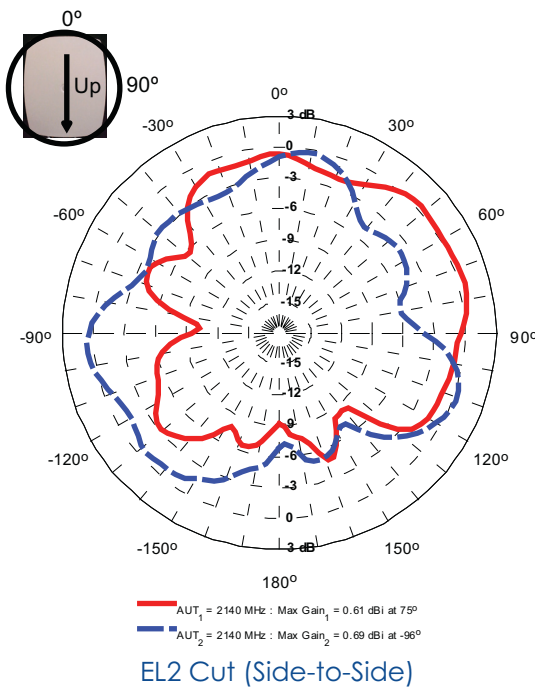 0º
Up
90º
0º
3 dB
-30º
30º
0
-3
-60º
60º
-6
-9
-12
-15
-90º
90º
-15
-12
9
-120º
120º
-6
-3
0
-150º
150º
3 dB
180º
AUT1 = 2140 MHz : Max Gain1 = 0.61 dBi at 75º
AUT2 = 2140 MHz : Max Gain2 = 0.69 dBi at -96º
EL2 Cut (Side-to-Side)